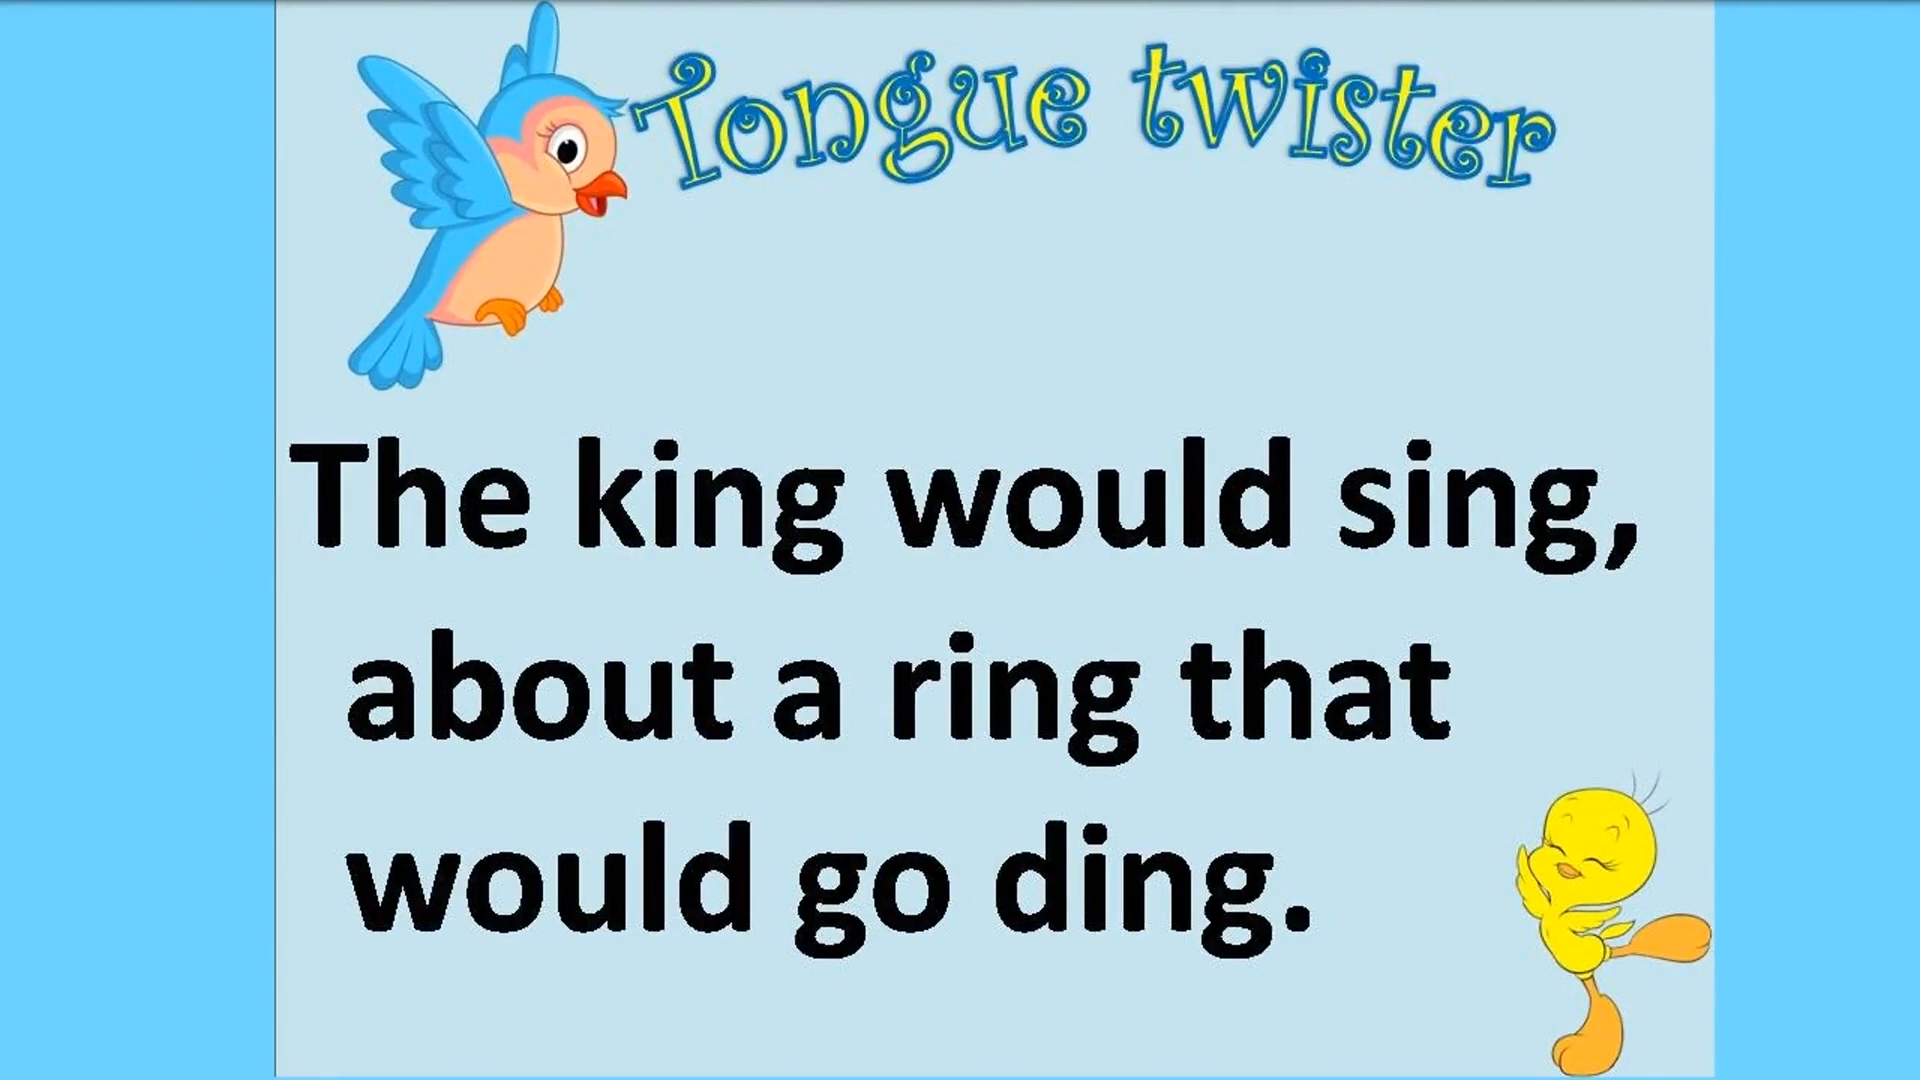 Tongue twister
The king would sing,
about a ring that
would go ding.